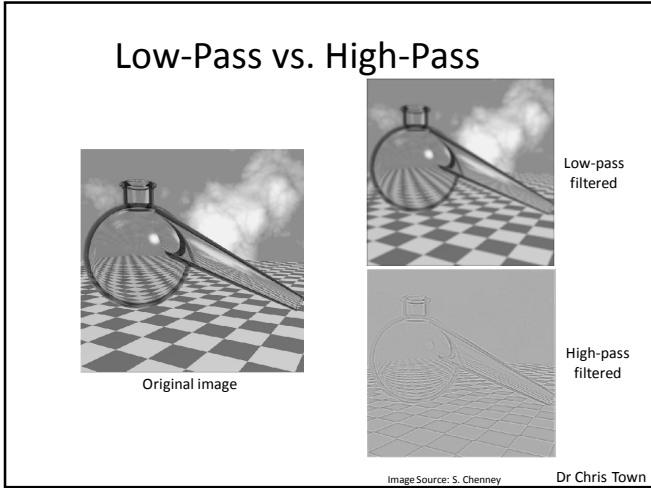 Low-Pass vs. High-Pass
Low-pass
filtered
Original image
High-pass
filtered
Image Source: S. Chenney
Dr Chris Town